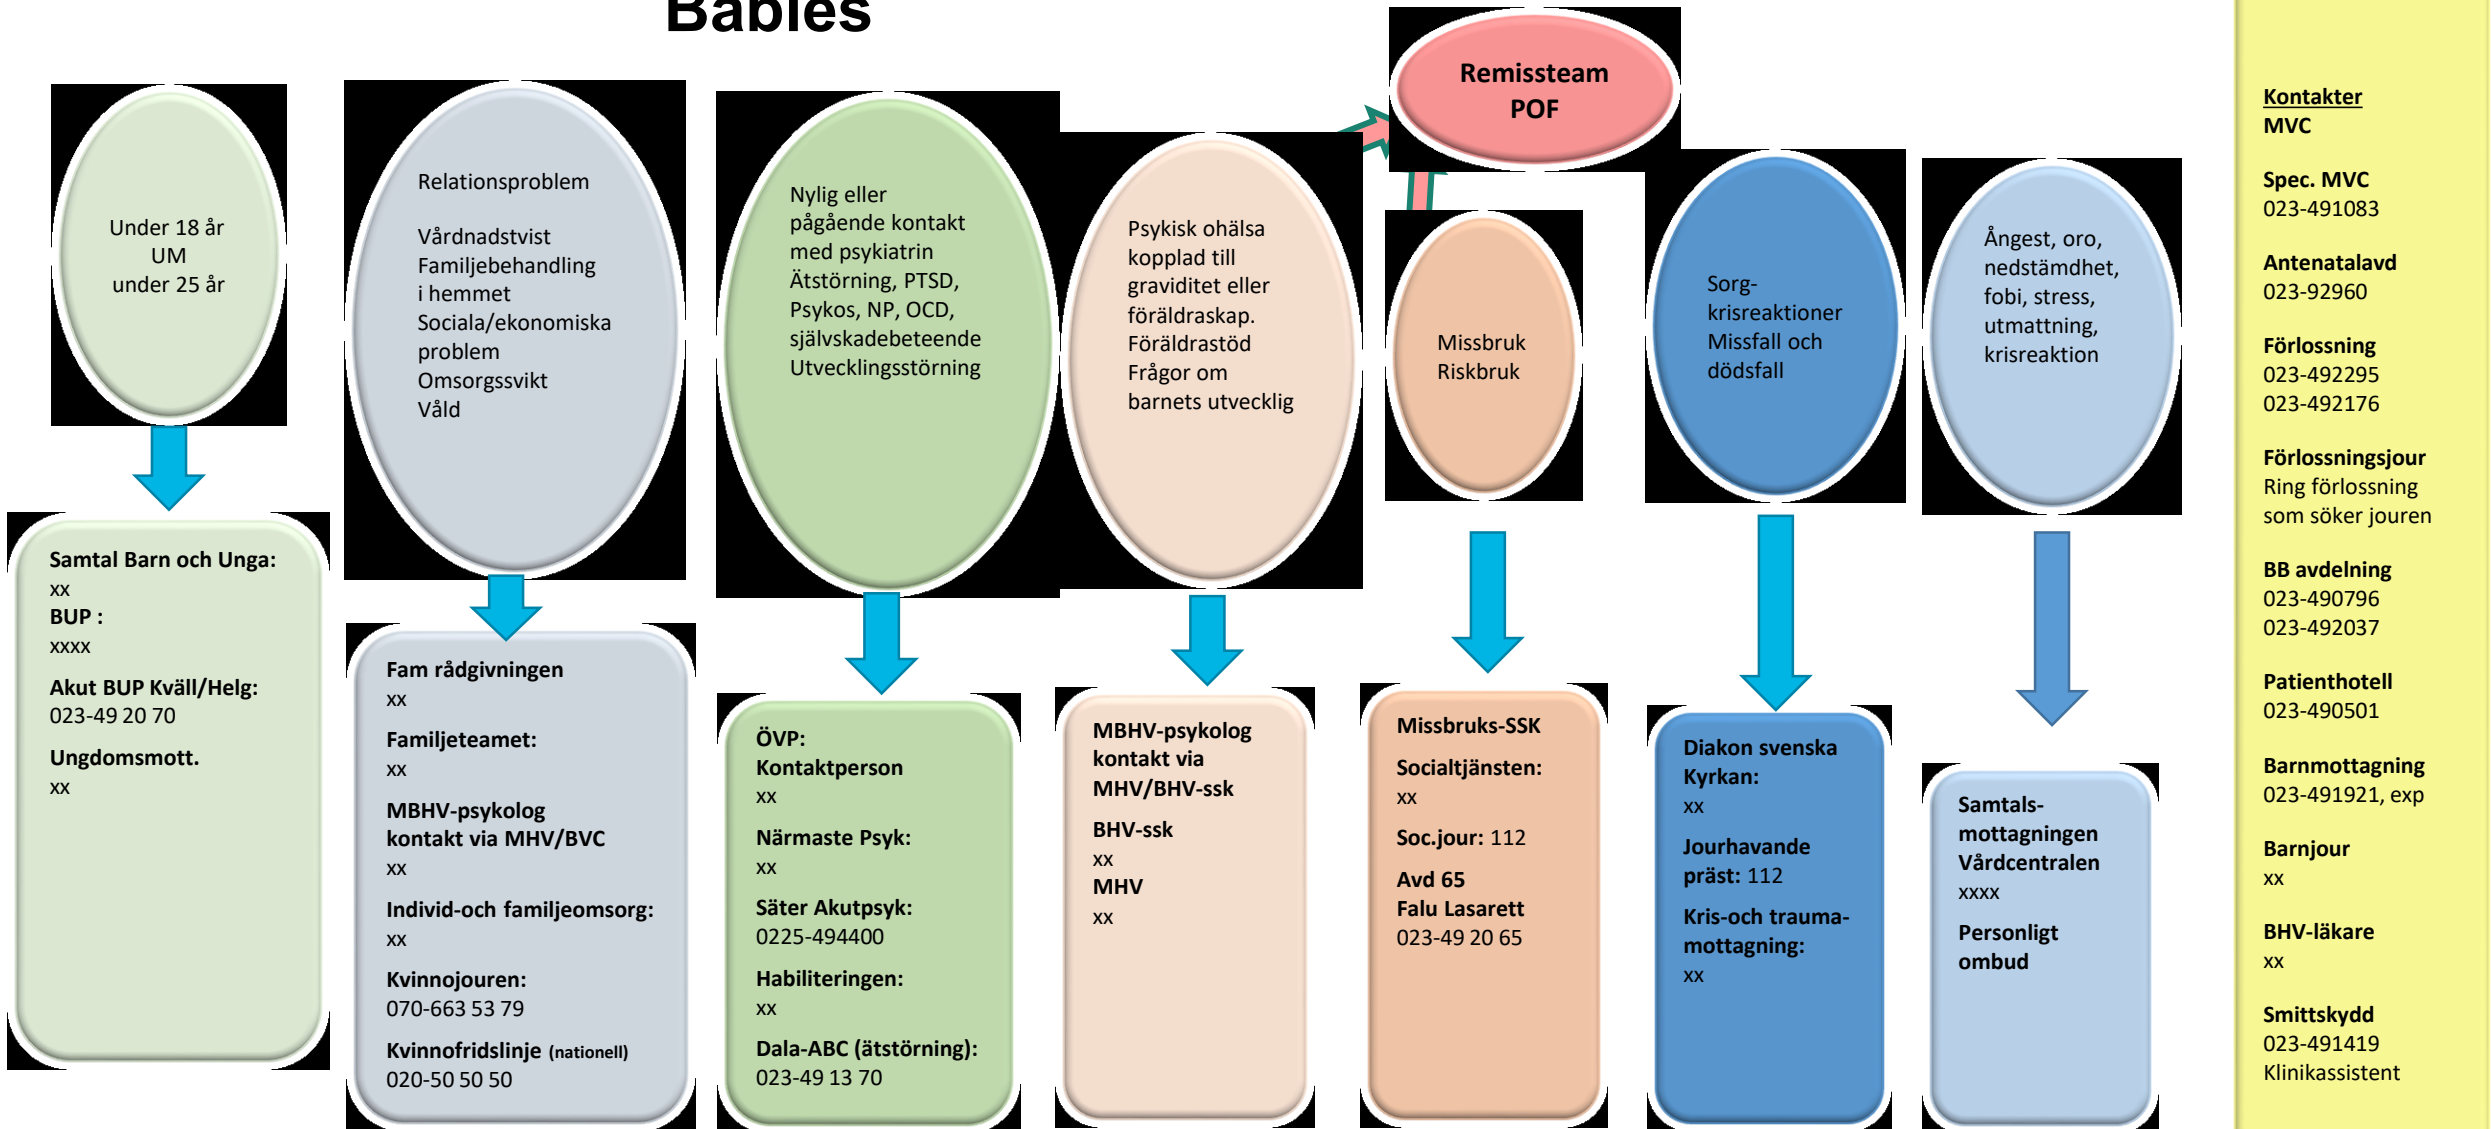 Babies
Remissteam
POF
Under 18 år
UM
under 25 år
Relationsproblem
Vårdnadstvist
Familjebehandling
i hemmet
Sociala/ekonomiska
problem
Omsorgssvikt
Våld
Nylig eller
pågående kontakt
med psykiatrin
Ätstörning, PTSD,
Psykos, NP, OCD,
självskadebeteende
Utvecklingsstörning
Psykisk ohälsa
kopplad till
graviditet eller
föräldraskap.
Föräldrastöd
Frågor om
barnets utvecklig
Missbruk
Riskbruk
Sorg-
krisreaktioner
Missfall och
dödsfall
Ångest, oro,
nedstämdhet,
fobi, stress,
utmattning,
krisreaktion
Samtal Barn och Unga:
xx
BUP :
xxxx
Akut BUP Kväll/Helg:
023-49 20 70
Ungdomsmott.
xx
Fam rådgivningen
xx
Familjeteamet:
xx
MBHV-psykolog
kontakt via MHV/BVC
xx
Individ-och familjeomsorg:
xx
Kvinnojouren:
070-663 53 79
Kvinnofridslinje (nationell)
020-50 50 50
ÖVP:
Kontaktperson
xx
Närmaste Psyk:
xx
Säter Akutpsyk:
0225-494400
Habiliteringen:
xx
Dala-ABC (ätstörning):
023-49 13 70
MBHV-psykolog
kontakt via
MHV/BHV-ssk
BHV-ssk
xx
MHV
xx
Missbruks-SSK
Socialtjänsten:
xx
Soc.jour: 112
Avd 65
Falu Lasarett
023-49 20 65
Diakon svenska
Kyrkan:
xx
Jourhavande
präst: 112
Kris-och trauma-
mottagning:
xx
Samtals-
mottagningen
Vårdcentralen
xxxx
Personligt
ombud
Kontakter
MVC
Spec. MVC
023-491083
Antenatalavd
023-92960
Förlossning
023-492295
023-492176
Förlossningsjour
Ring förlossning
som söker jouren
BB avdelning
023-490796
023-492037
Patienthotell
023-490501
Barnmottagning
023-491921, exp
Barnjour
xx
BHV-läkare
xx
Smittskydd
023-491419
Klinikassistent